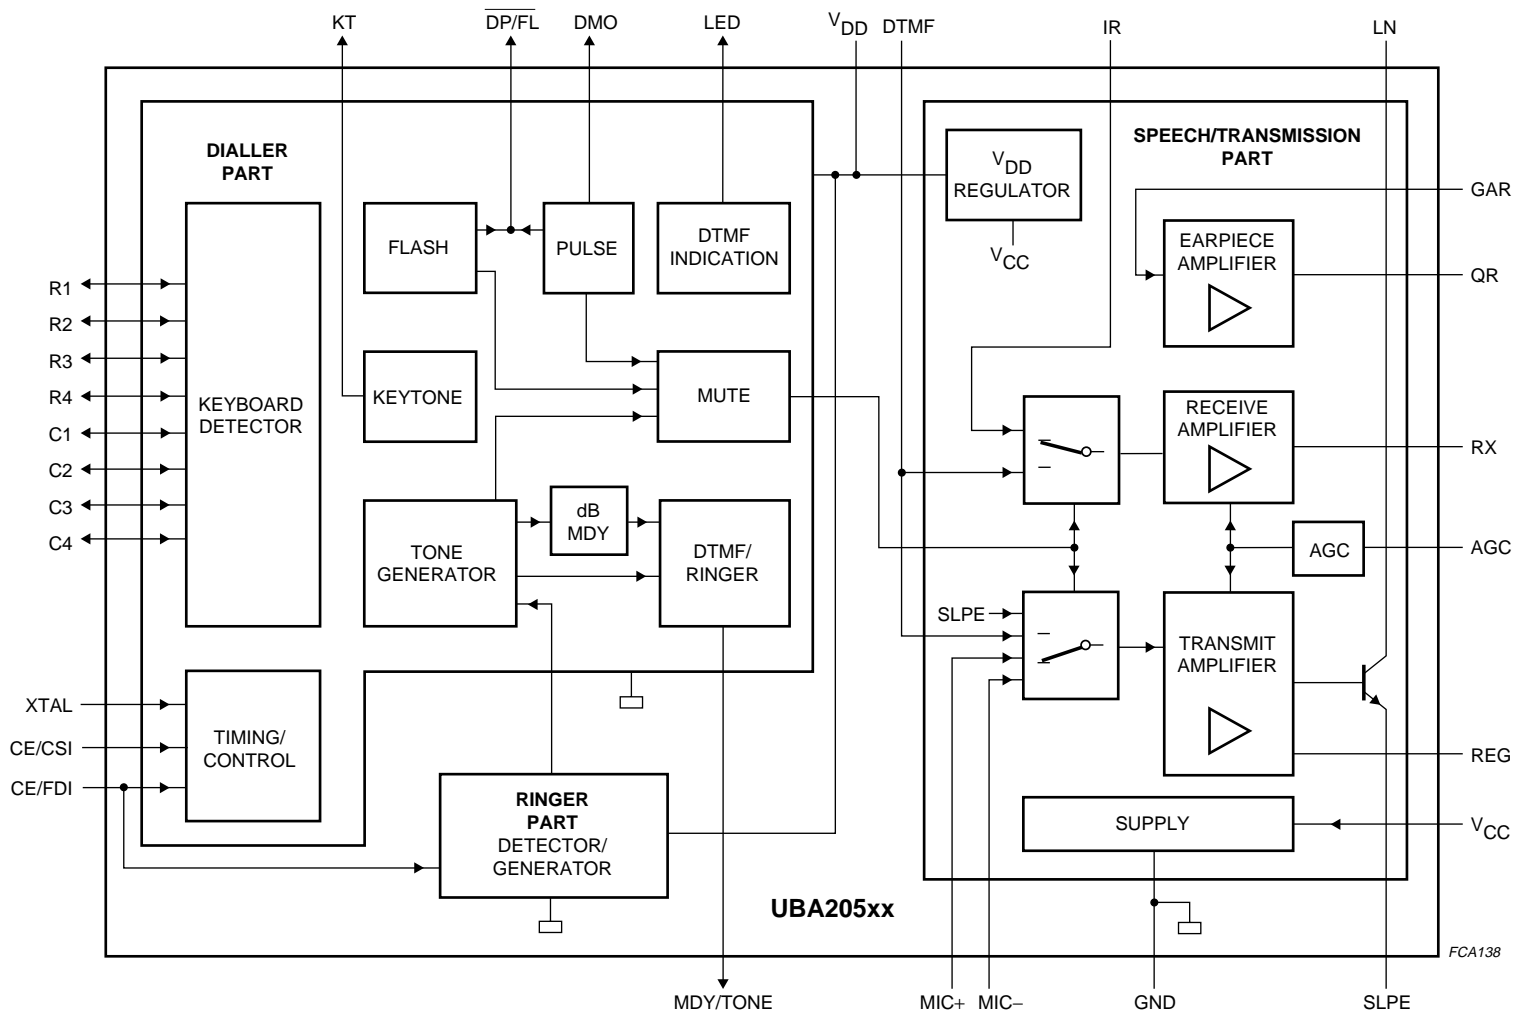 KT
DP/FL
DMO
LED
VDD
DTMF
IR
LN
DIALLER
PART
SPEECH/TRANSMISSION
PART
VDD
REGULATOR
VCC
GAR
EARPIECE
AMPLIFIER
QR
FLASH
PULSE
DTMF
INDICATION
R1
R2
R3
R4
C1
C2
C3
C4
KEYBOARD
DETECTOR
KEYTONE
MUTE
RECEIVE
AMPLIFIER
RX
TONE
GENERATOR
dB
MDY
DTMF/
RINGER
AGC
AGC
SLPE
TRANSMIT
AMPLIFIER
XTAL
CE/CSI
CE/FDI
TIMING/
CONTROL
REG
RINGER
PART
DETECTOR/
GENERATOR
SUPPLY
VCC
UBA205xx
FCA138
MDY/TONE
MIC+
MIC−
GND
SLPE